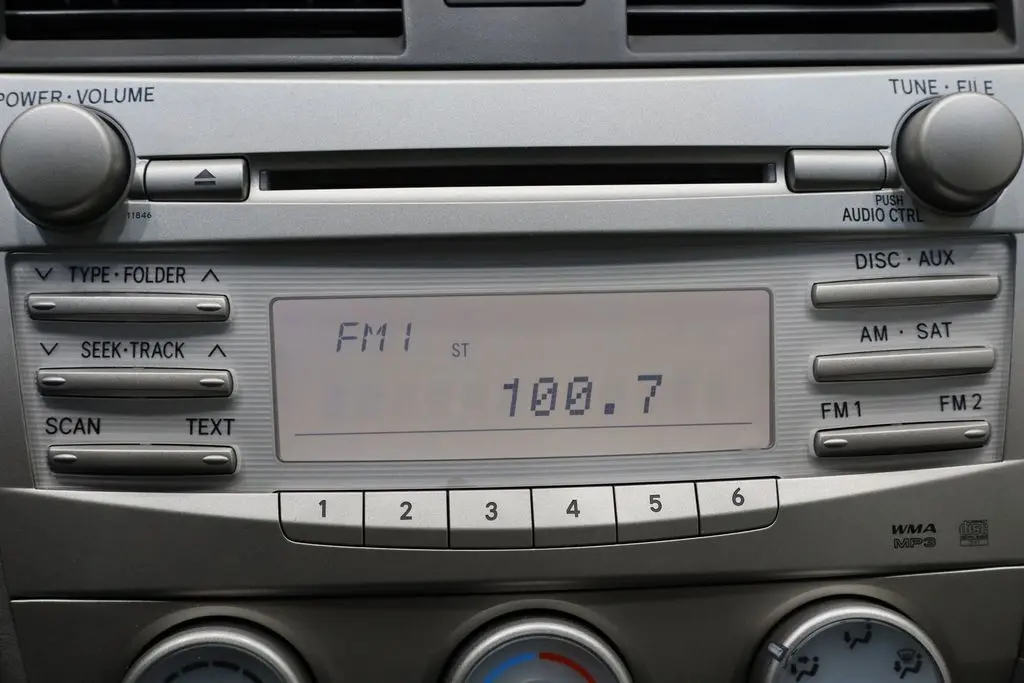 POWER·VOLUME
TUNE·FILE
11846
PUSH
AUDIO CTRL
TYPE·FOLDER
DISC·AUX
FM1
ST
SEEK·TRACK
AM·SAT
100.7
SCAN TEXT
FM1 FM2
1 2 3 4 5 6
WMA
MP3